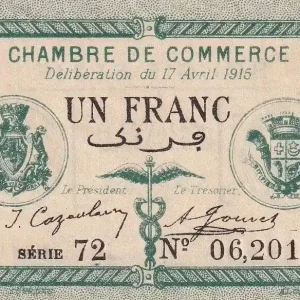 CHAMBRE DE COMMERCE
Délibération du 17 Avril 1915
UN FRANC
فرنك
Le Président
Le Trésorier
SÉRIE 72
Nº 06,201